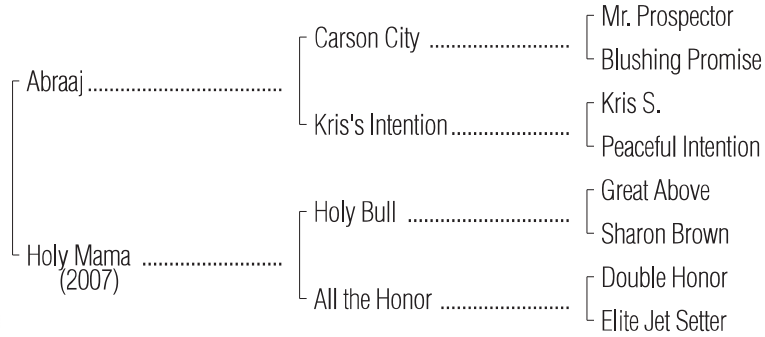 Mr. Prospector
Carson City ..............................
Blushing Promise
Abraaj..........................................
Kris S.
Kris's Intention.........................
Peaceful Intention
Great Above
Holy Bull ..................................
Sharon Brown
Holy Mama ..............................
(2007)
Double Honor
All the Honor ...........................
Elite Jet Setter